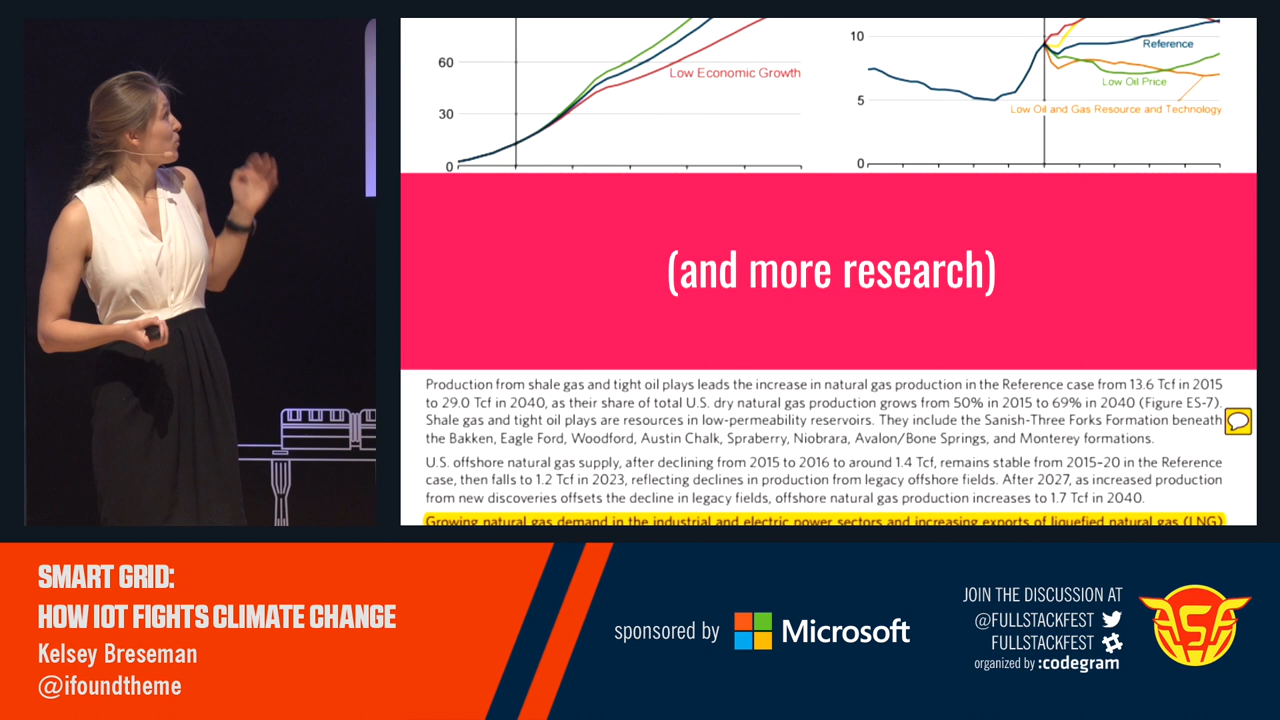 60
30
0
Low Economic Growth
10
5
0
Reference
Low Oil Price
Low Oil and Gas Resource and Technology
(and more research)
Production from shale gas and tight oil plays leads the increase in natural gas production in the Reference case from 13.6 Tcf in 2015
to 29.0 Tcf in 2040, as their share of total U.S. dry natural gas production grows from 50% in 2015 to 69% in 2040 (Figure ES-7).
Shale gas and tight oil plays are resources in low-permeability reservoirs. They include the Sanish-Three Forks Formation beneath
the Bakken, Eagle Ford, Woodford, Austin Chalk, Spraberry, Niobrara, Avalon/Bone Springs, and Monterey formations.
U.S. offshore natural gas supply, after declining from 2015 to 2016 to around 1.4 Tcf, remains stable from 2015–20 in the Reference
case, then falls to 1.2 Tcf in 2023, reflecting declines in production from legacy offshore fields. After 2027, as increased production
from new discoveries offsets the decline in legacy fields, offshore natural gas production increases to 1.7 Tcf in 2040.
Growing natural gas demand in the industrial and electric power sectors and increasing exports of liquefied natural gas (LNG)
SMART GRID:
HOW IOT FIGHTS CLIMATE CHANGE
Kelsey Breseman
@ifoundtheme
sponsored by Microsoft
JOIN THE DISCUSSION AT
@FULLSTACKFEST
FULLSTACKFEST
organized by :codegram
FSF